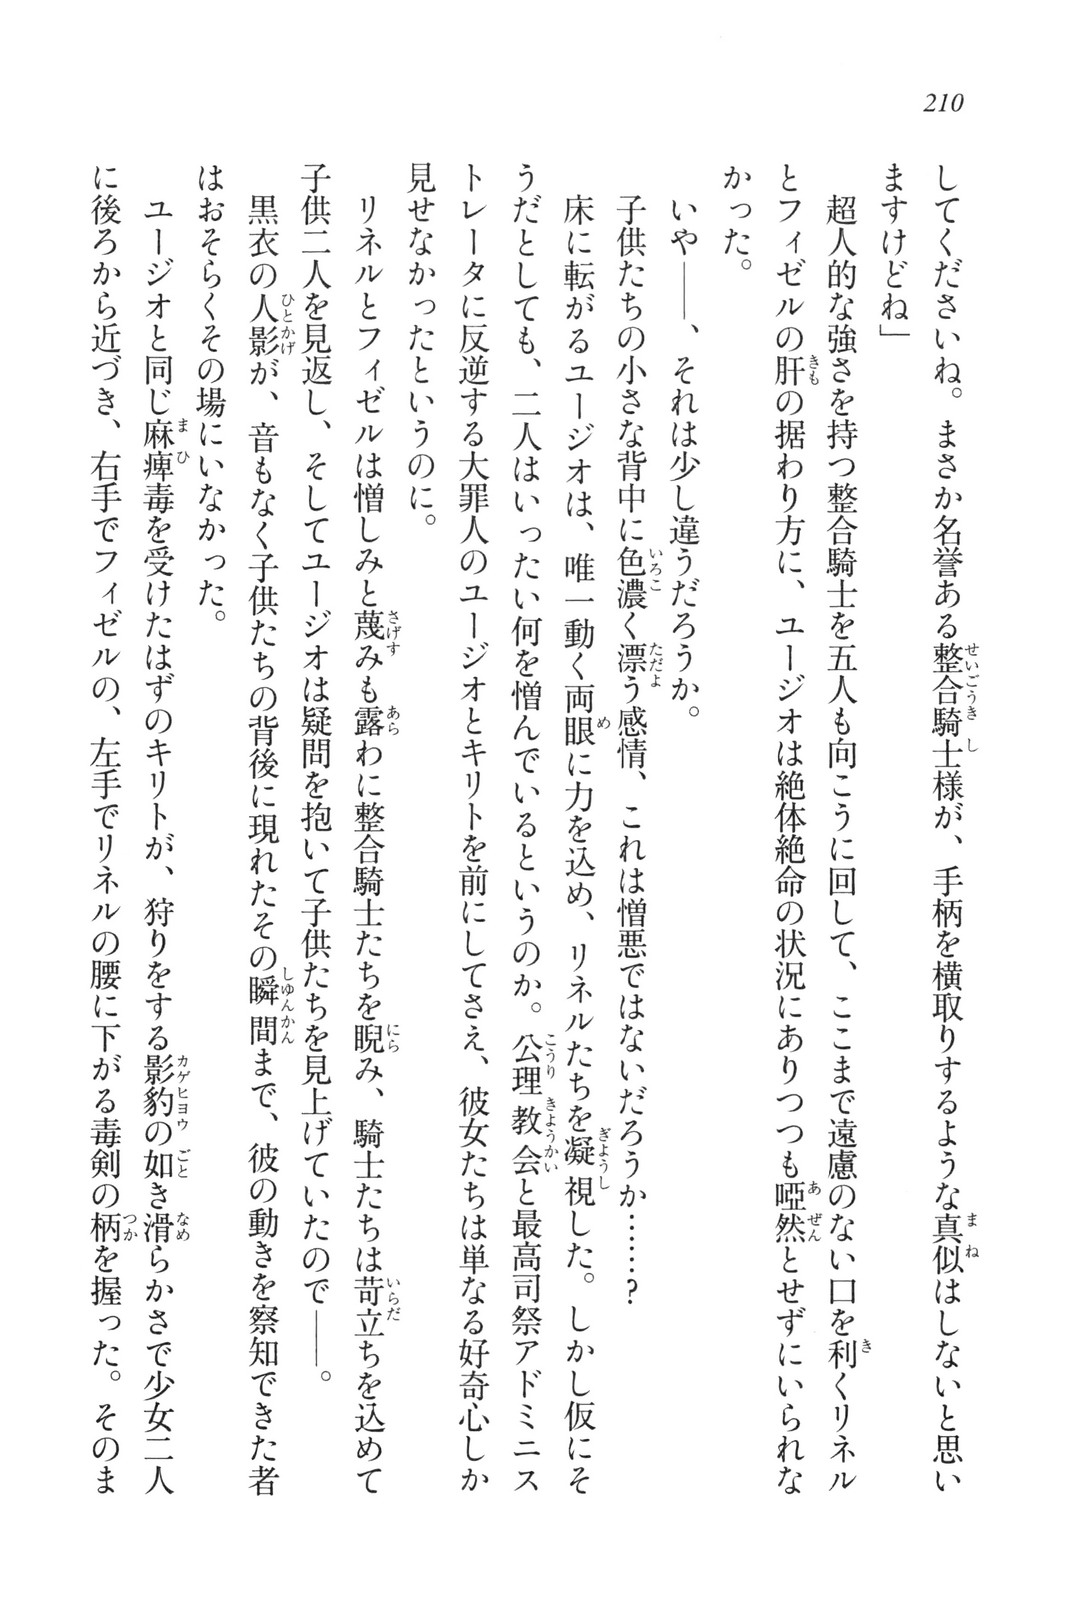 210
してくださいね。まさか名誉ある整合騎士様が、手柄を横取りするような真似はしないと思い
ますけどね」
超人的な強さを持つ整合騎士を五人も向こうに回して、ここまで遠慮のない口を利くリネル
とフィゼルの肝の据わり方に、ユージオは絶体絶命の状況にありつつも啞然とせずにいられな
かった。
いや――、それは少し違うだろうか。
子供たちの小さな背中に色濃く漂う感情、これは憎悪ではないだろうか……?
床に転がるユージオは、唯一動く両眼に力を込め、リネルたちを凝視した。しかし仮にそ
うだとしても、二人はいったい何を憎んでいるというのか。公理教会と最高司祭アドミニス
トレータに反逆する大罪人のユージオとキリトを前にしてさえ、彼女たちは単なる好奇心しか
見せなかったというのに。
リネルとフィゼルは憎しみと蔑みも露わに整合騎士たちを睨み、騎士たちは苛立ちを込めて
子供二人を見返し、そしてユージオは疑問を抱いて子供たちを見上げていたので――。
黒衣の人影が、音もなく子供たちの背後に現れたその瞬間まで、彼の動きを察知できた者
はおそらくその場にいなかった。
ユージオと同じ麻痺毒を受けたはずのキリトが、狩りをする影豹の如き滑らかさで少女二人
に後ろから近づき、右手でフィゼルの、左手でリネルの腰に下がる毒剣の柄を握った。そのま